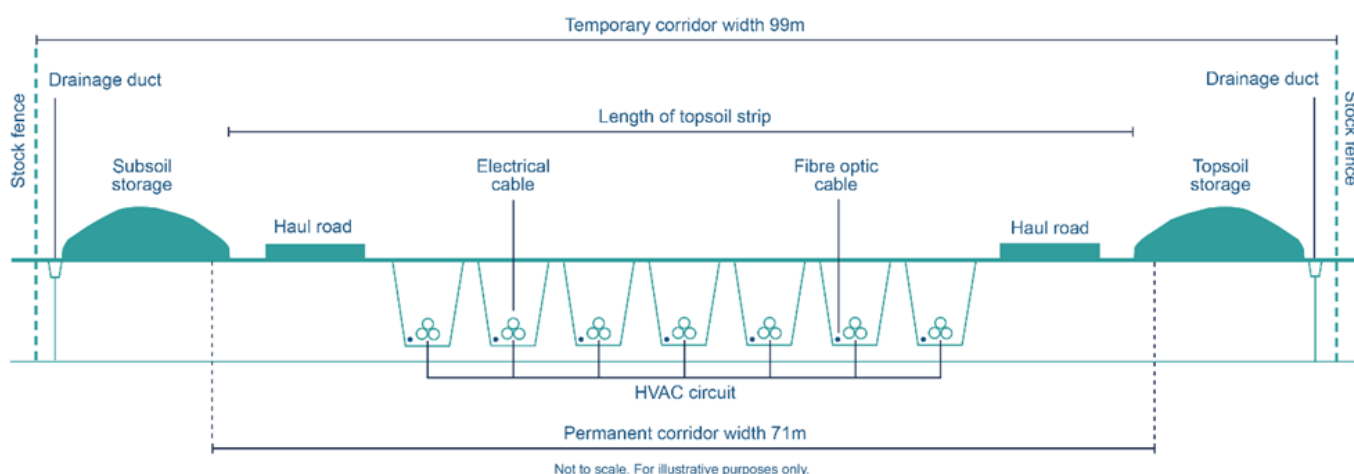 Temporary corridor width 99m
Drainage duct
Drainage duct
Stock fence
Stock fence
Length of topsoil strip
Subsoil
storage
Electrical
cable
Fibre optic
cable
Topsoil
storage
Haul road
Haul road
HVAC circuit
Permanent corridor width 71m
Not to scale. For illustrative purposes only.